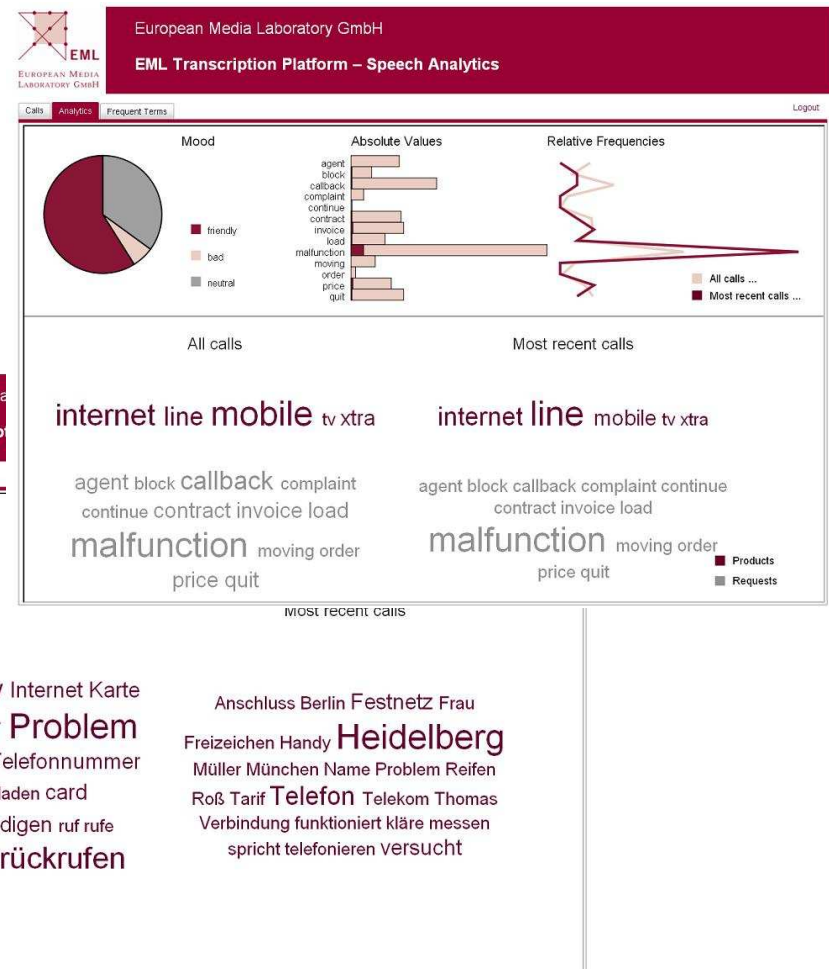 European Media Laboratory GmbH
EML Transcription Platform – Speech Analytics
EML
EUROPEAN MEDIA
LABORATORY GMBH
Calls
Analytics
Frequent Terms
Logout
Mood
friendly
bad
neutral
Absolute Values
agent
block
callback
complaint
continue
contract
invoice
load
malfunction
moving
order
price
quit
Relative Frequencies
All calls ...
Most recent calls ...
All calls
internet line mobile tv xtra
agent block callback complaint
continue contract invoice load
malfunction moving order
price quit
Most recent calls
internet line mobile tv xtra
agent block callback complaint continue
contract invoice load
malfunction moving order
price quit
Products
Requests
Most recent calls
Internet Karte
Problem
elefonnummer
laden card
digen ruf rufe
rückrufen
Anschluss Berlin Festnetz Frau
Freizeichen Handy Heidelberg
Müller München Name Problem Reifen
Roß Tarif Telefon Telekom Thomas
Verbindung funktioniert kläre messen
spricht telefonieren versucht